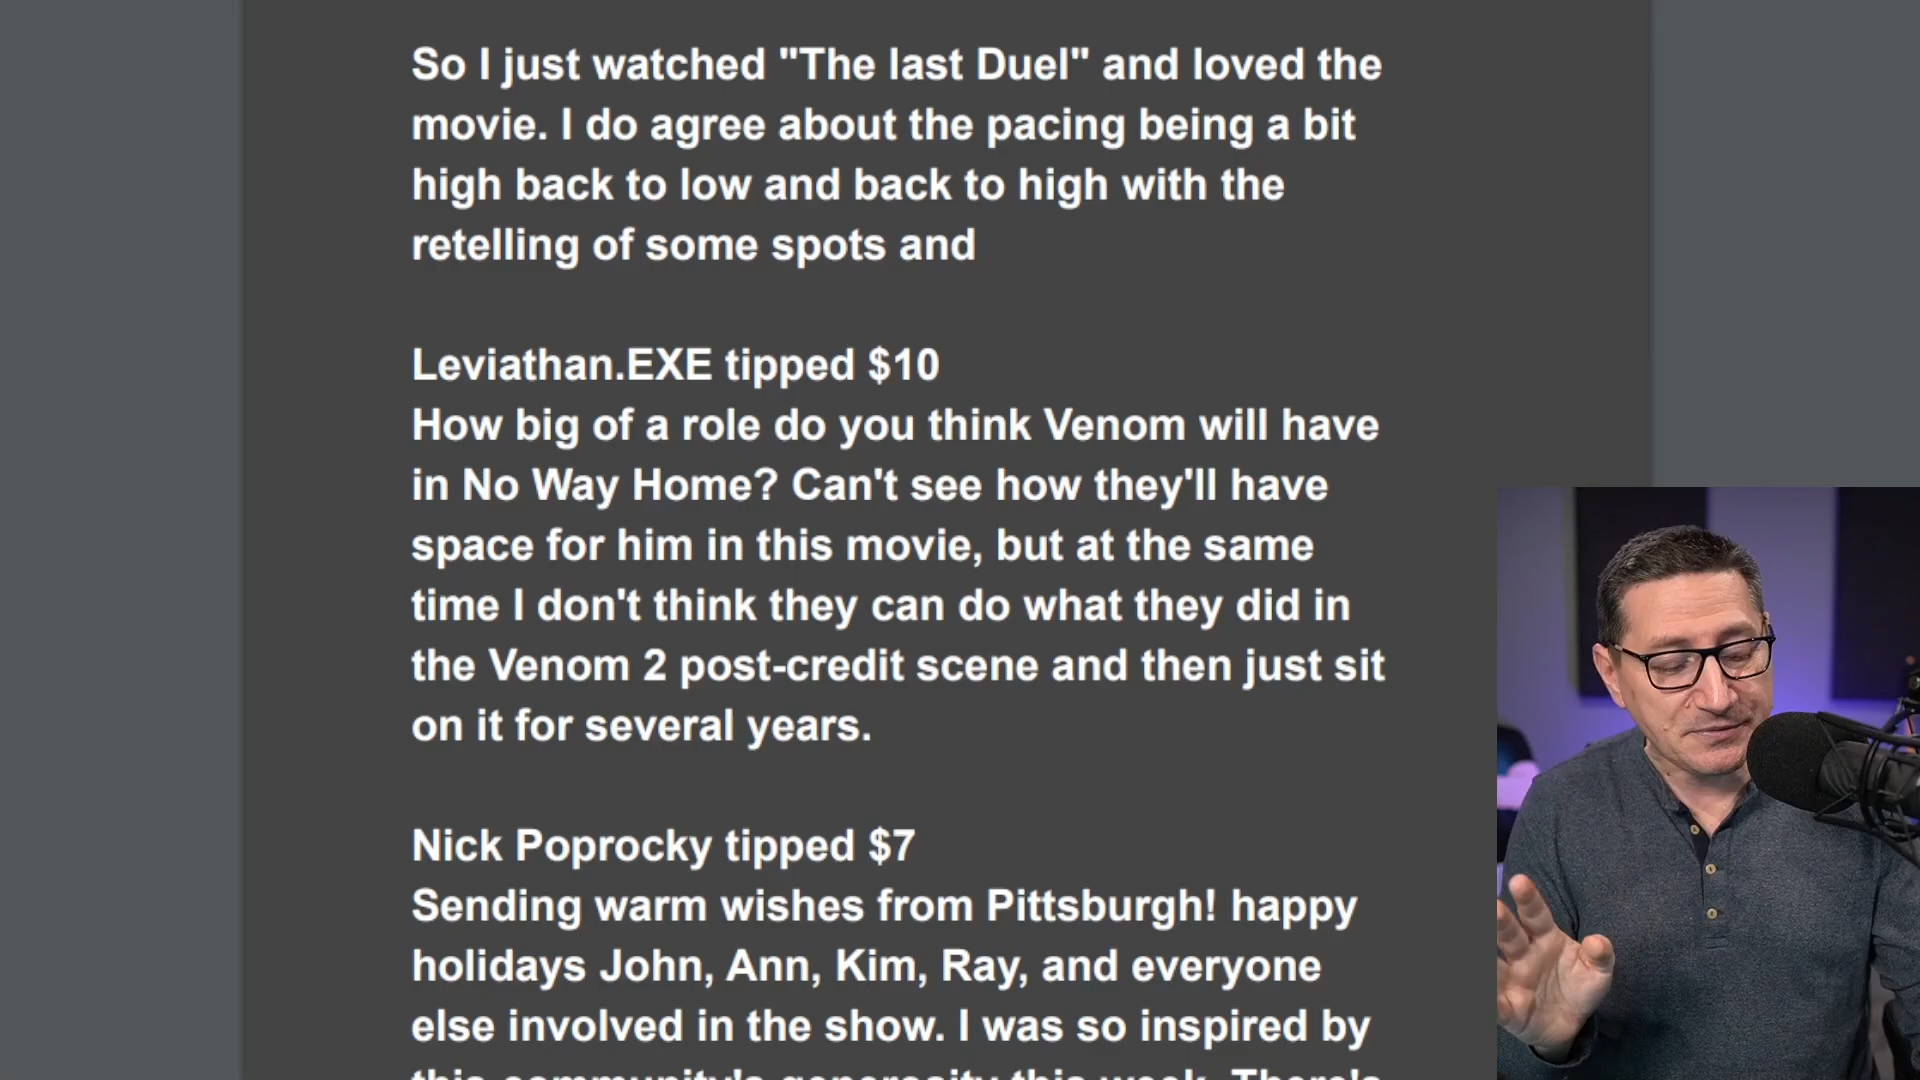 So I just watched "The last Duel" and loved the
movie. I do agree about the pacing being a bit
high back to low and back to high with the
retelling of some spots and
Leviathan.EXE tipped $10
How big of a role do you think Venom will have
in No Way Home? Can't see how they'll have
space for him in this movie, but at the same
time I don't think they can do what they did in
the Venom 2 post-credit scene and then just sit
on it for several years.
Nick Poprocky tipped $7
Sending warm wishes from Pittsburgh! happy
holidays John, Ann, Kim, Ray, and everyone
else involved in the show. I was so inspired by
this community's generosity this week. There's